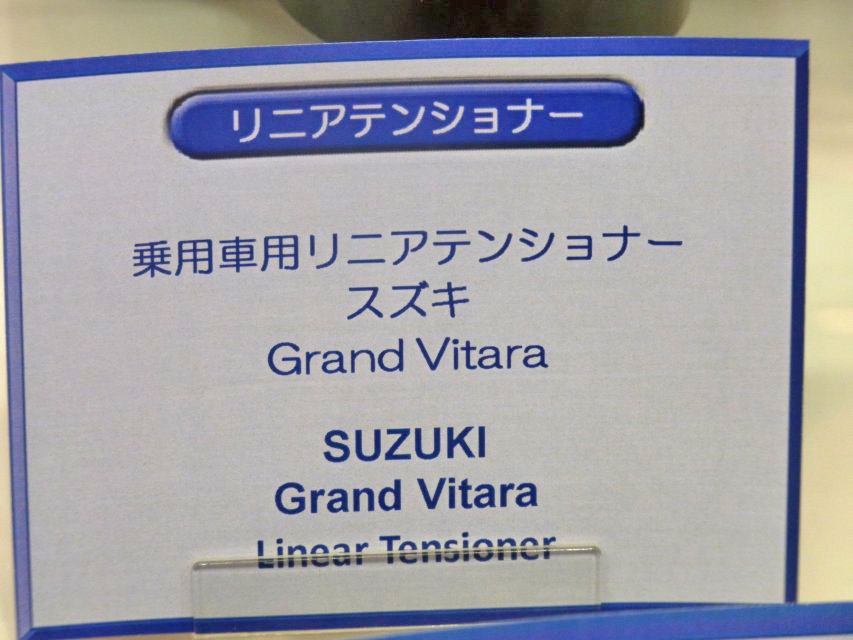 リニアテンショナー
乗用車用リニアテンショナー
スズキ
Grand Vitara
SUZUKI
Grand Vitara
Linear Tensioner